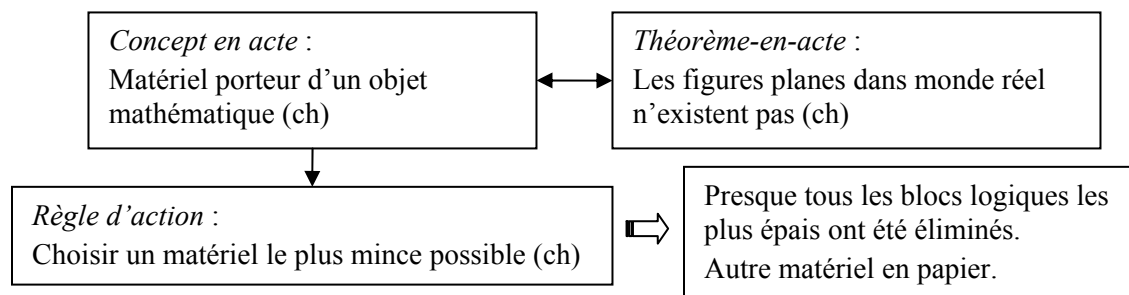 Concept en acte :
Matériel porteur d’un objet
mathématique (ch)
Théorème-en-acte :
Les figures planes dans monde réel
n’existent pas (ch)
Règle d’action :
Choisir un matériel le plus mince possible (ch)
Presque tous les blocs logiques les
plus épais ont été éliminés.
Autre matériel en papier.